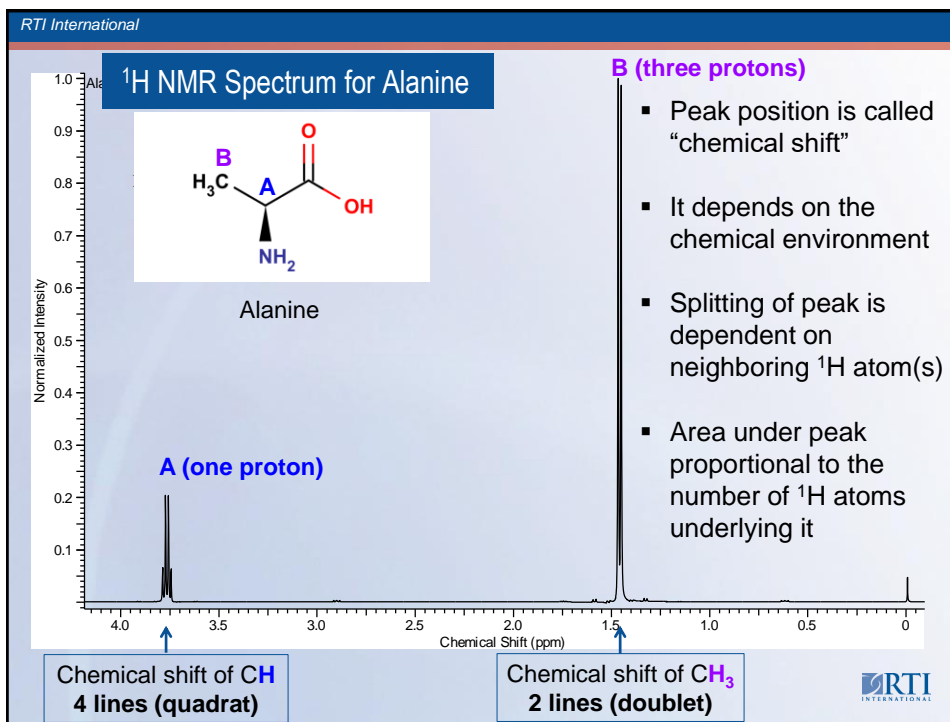 RTI International
¹H NMR Spectrum for Alanine
B (three protons)
1.0
Ala
0.9
0.8
0.7
0.6
0.5
0.4
0.3
0.2
0.1
Normalized Intensity
O
B
H₃C
A
OH
NH₂
Alanine
▪ Peak position is called
“chemical shift”
▪ It depends on the
chemical environment
▪ Splitting of peak is
dependent on
neighboring ¹H atom(s)
▪ Area under peak
proportional to the
number of ¹H atoms
underlying it
A (one proton)
4.0 3.5 3.0 2.5 2.0 1.5 1.0 0.5 0
Chemical Shift (ppm)
Chemical shift of CH
4 lines (quadrat)
Chemical shift of CH₃
2 lines (doublet)
RTI
INTERNATIONAL